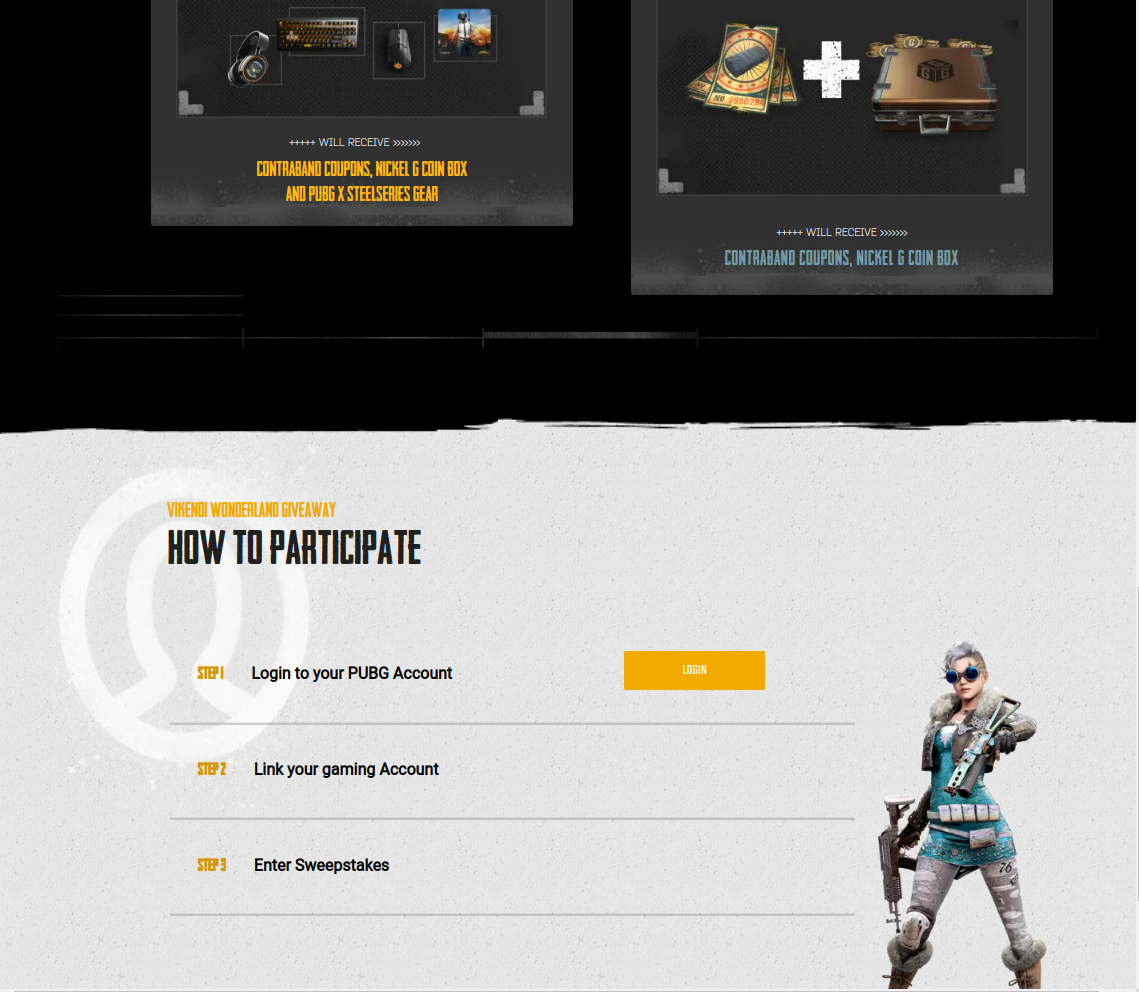 +++++ WILL RECEIVE >>>>>>>
CONTRABAND COUPONS, NICKEL G COIN BOX
AND PUBG X STEELSERIES GEAR
+++++ WILL RECEIVE >>>>>>>
CONTRABAND COUPONS, NICKEL G COIN BOX
VIKENDI WONDERLAND GIVEAWAY
HOW TO PARTICIPATE
STEP 1 Login to your PUBG Account LOGIN
STEP 2 Link your gaming Account
STEP 3 Enter Sweepstakes
76